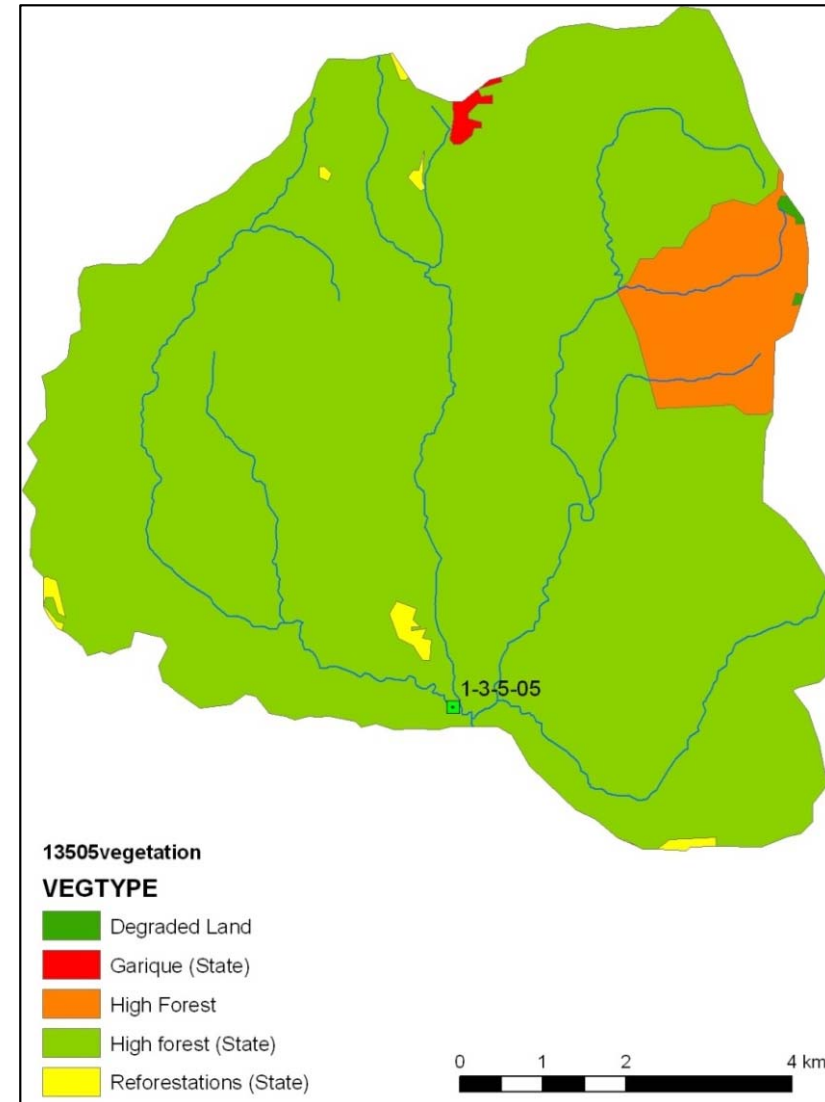 1-3-5-05
13505vegetation
VEGTYPE
Degraded Land
Garique (State)
High Forest
High forest (State)
Reforestations (State)
0 1 2 4 km